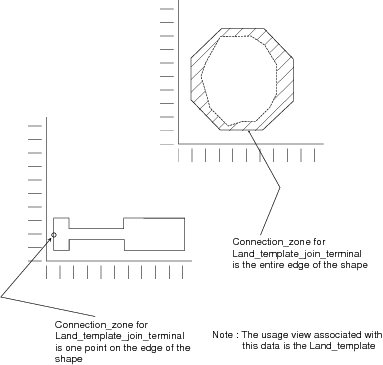 Connection_zone for
Land_template_join_terminal
is the entire edge of the shape
Connection_zone for
Land_template_join_terminal
is one point on the edge of the
shape
Note : The usage view associated with
this data is the Land_template